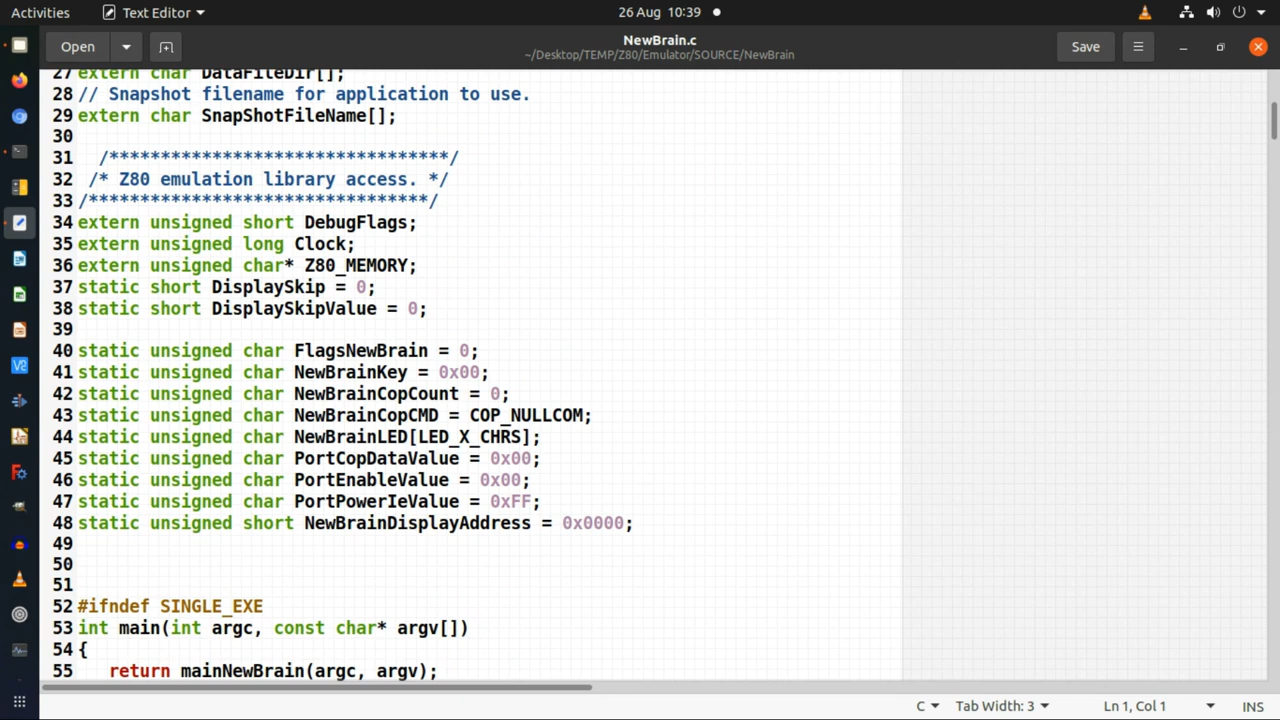 Activities
Text Editor
26 Aug 10:39
Open
NewBrain.c
~/Desktop/TEMP/Z80/Emulator/SOURCE/NewBrain
Save
27 extern char DataFileDir[];
28 // Snapshot filename for application to use.
29 extern char SnapShotFileName[];
30
31 /*********************************/
32 /* Z80 emulation library access. */
33 /*********************************/
34 extern unsigned short DebugFlags;
35 extern unsigned long Clock;
36 extern unsigned char* Z80_MEMORY;
37 static short DisplaySkip = 0;
38 static short DisplaySkipValue = 0;
39
40 static unsigned char FlagsNewBrain = 0;
41 static unsigned char NewBrainKey = 0x00;
42 static unsigned char NewBrainCopCount = 0;
43 static unsigned char NewBrainCopCMD = COP_NULLCOM;
44 static unsigned char NewBrainLED[LED_X_CHRS];
45 static unsigned char PortCopDataValue = 0x00;
46 static unsigned char PortEnableValue = 0x00;
47 static unsigned char PortPowerIeValue = 0xFF;
48 static unsigned short NewBrainDisplayAddress = 0x0000;
49
50
51
52 #ifndef SINGLE_EXE
53 int main(int argc, const char* argv[])
54 {
55 return mainNewBrain(argc, argv);
C
Tab Width: 3
Ln 1, Col 1
INS